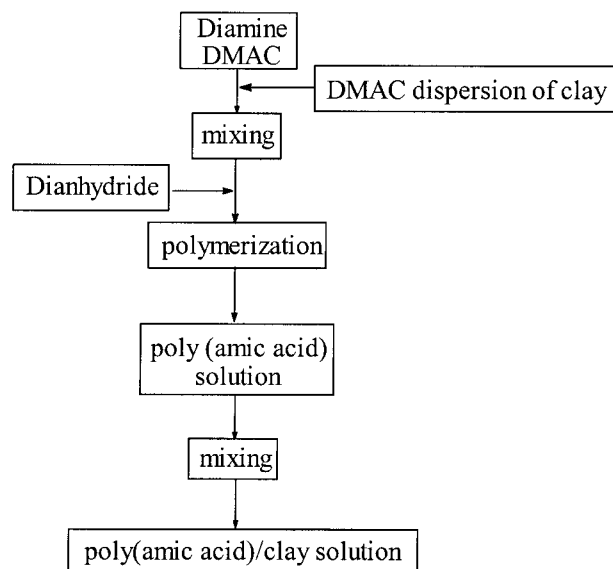 Diamine
DMAC
DMAC dispersion of clay
mixing
Dianhydride
polymerization
poly (amic acid)
solution
mixing
poly(amic acid)/clay solution